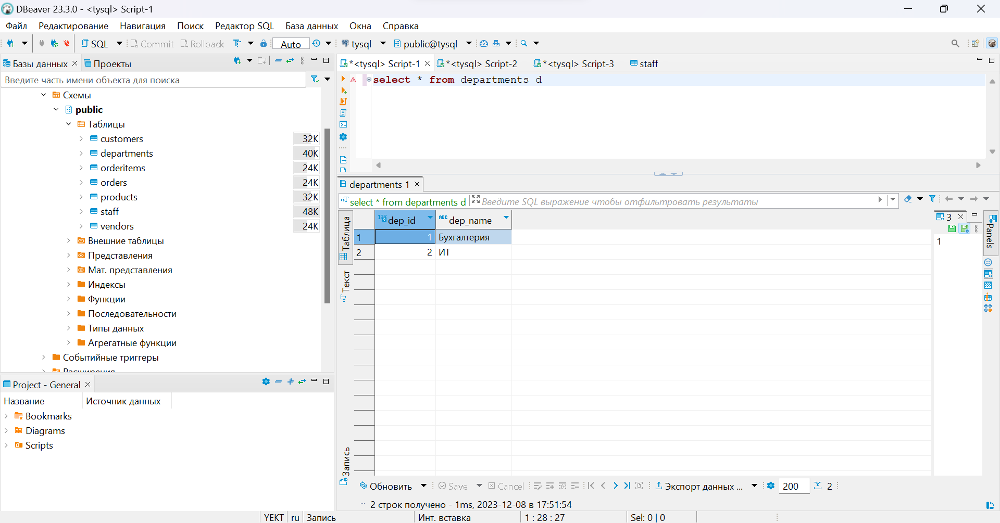 DBeaver 23.3.0 - <tysql> Script-1
Файл Редактирование Навигация Поиск Редактор SQL База данных Окна Справка
SQL Commit Rollback Auto tysql public@tysql
Базы данных Проекты
Введите часть имени объекта для поиска
Схемы
public
Таблицы
customers 32K
departments 40K
orderitems 24K
orders 24K
products 32K
staff 48K
vendors 24K
Внешние таблицы
Представления
Мат. представления
Индексы
Функции
Последовательности
Типы данных
Агрегатные функции
Событийные триггеры
Расширения
Project - General
Название Источник данных
Bookmarks
Diagrams
Scripts
*<tysql> Script-1 *<tysql> Script-2 *<tysql> Script-3 staff
select * from departments d
departments 1
select * from departments d Введите SQL выражение чтобы отфильтровать результаты
Таблица
Текст
Запись
123 dep_id ABC dep_name
1 1 Бухгалтерия
2 2 ИТ
3
1
Panels
Обновить Save Cancel Экспорт данных ... 200 2
2 строк получено - 1ms, 2023-12-08 в 17:51:54
YEKT ru Запись Инт. вставка 1 : 28 : 27 Sel: 0 | 0